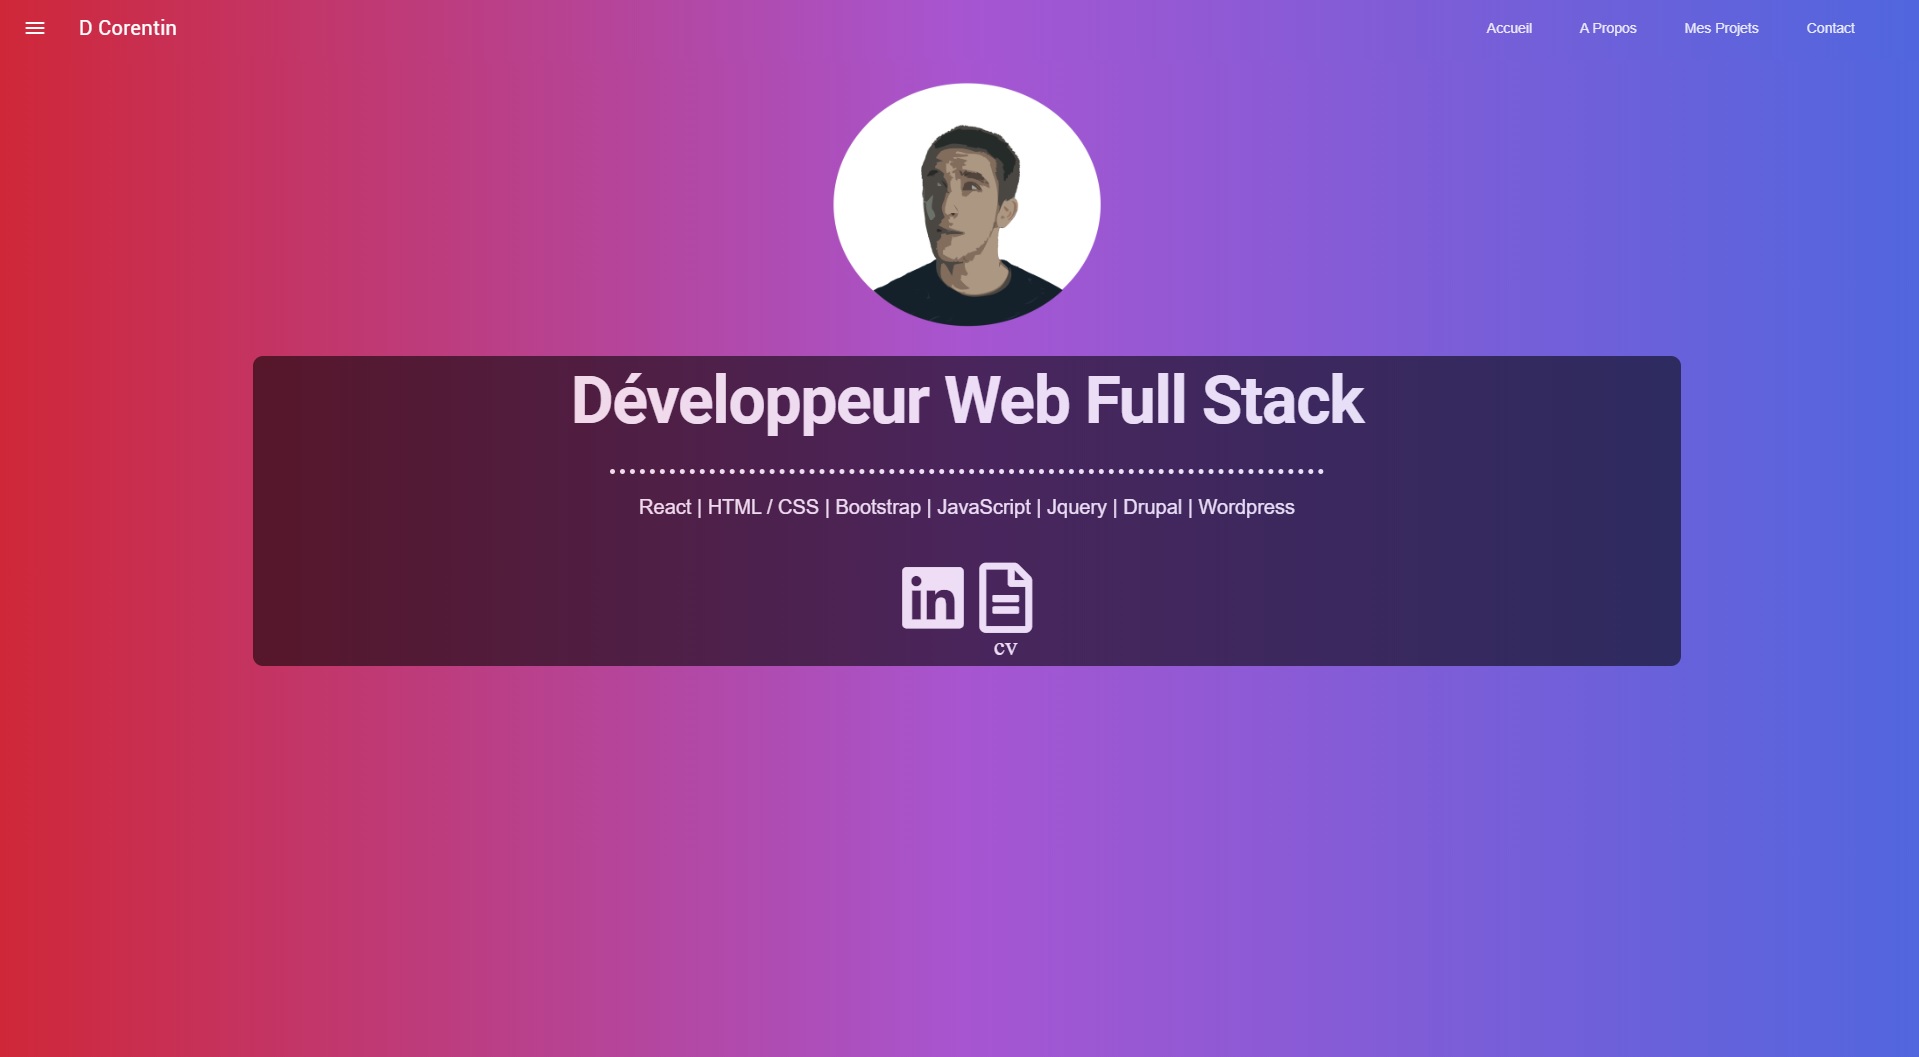 D Corentin
Accueil A Propos Mes Projets Contact
Développeur Web Full Stack
React | HTML / CSS | Bootstrap | JavaScript | Jquery | Drupal | Wordpress
in
cv